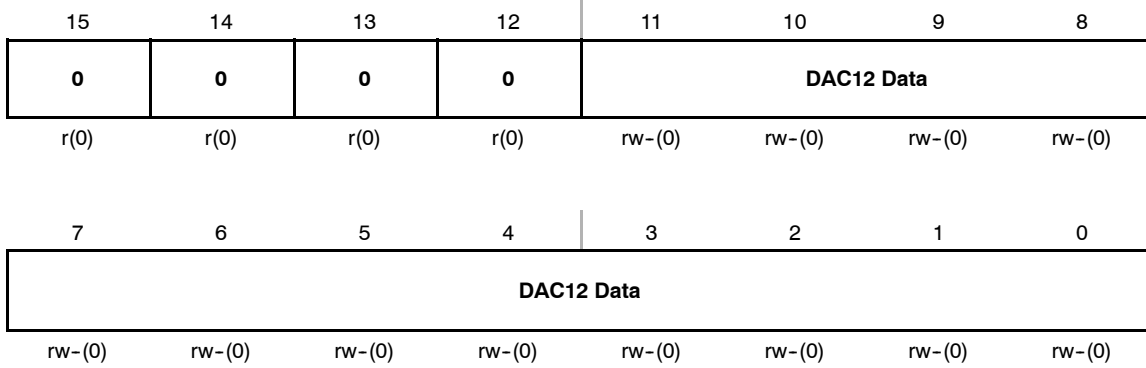 15 14 13 12 11 10 9 8
0 0 0 0 DAC12 Data
r(0) r(0) r(0) r(0) rw-(0) rw-(0) rw-(0) rw-(0)
7 6 5 4 3 2 1 0
DAC12 Data
rw-(0) rw-(0) rw-(0) rw-(0) rw-(0) rw-(0) rw-(0) rw-(0)